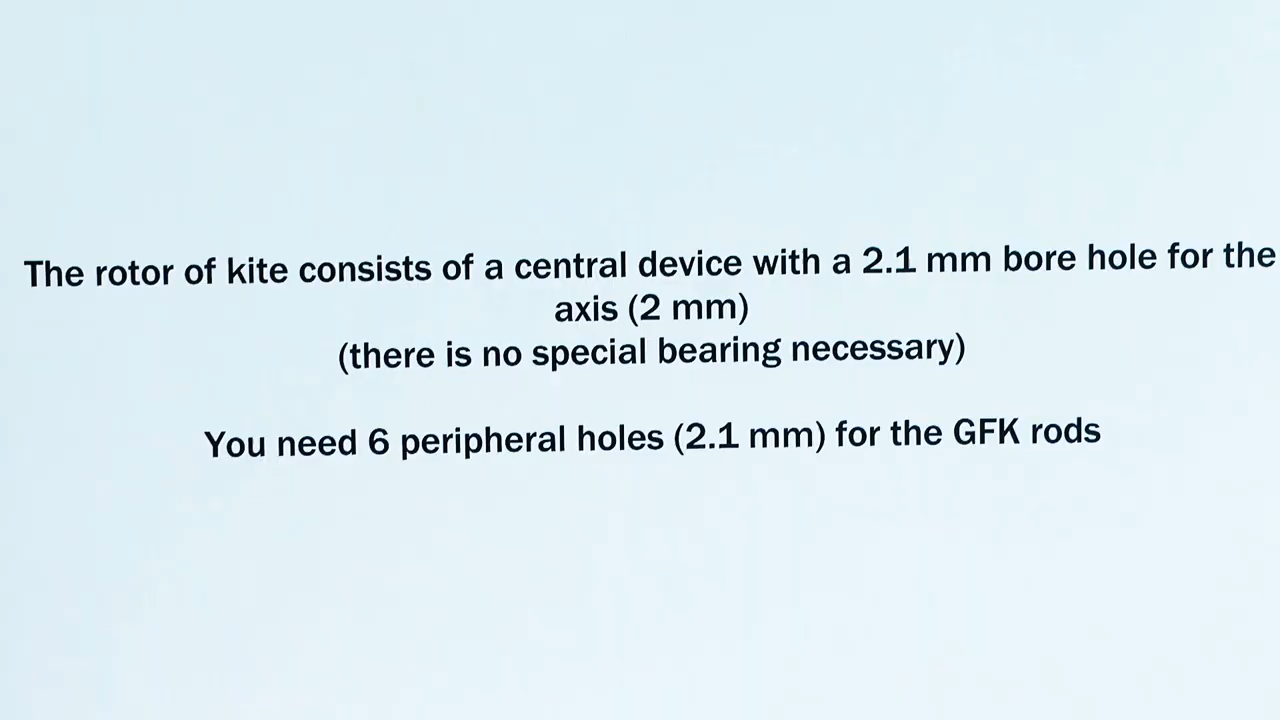 The rotor of kite consists of a central device with a 2.1 mm bore hole for the
axis (2 mm)
(there is no special bearing necessary)
You need 6 peripheral holes (2.1 mm) for the GFK rods